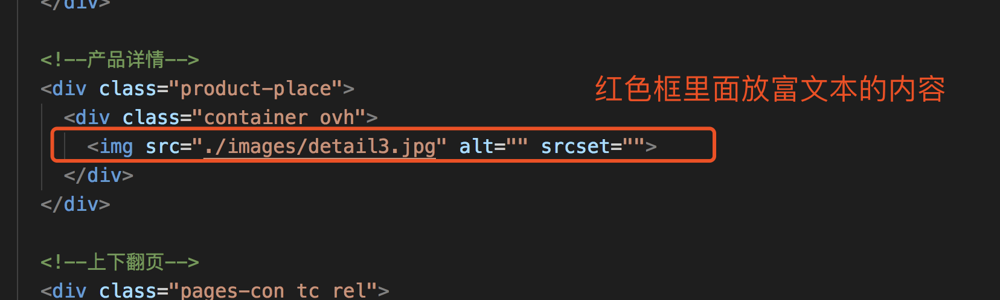 </div>
<!--产品详情-->
<div class="product-place">
红色框里面放富文本的内容
<div class="container ovh">
<img src="./images/detail3.jpg" alt="" srcset="">
</div>
</div>
<!--上下翻页-->
<div class="pages-con tc rel">